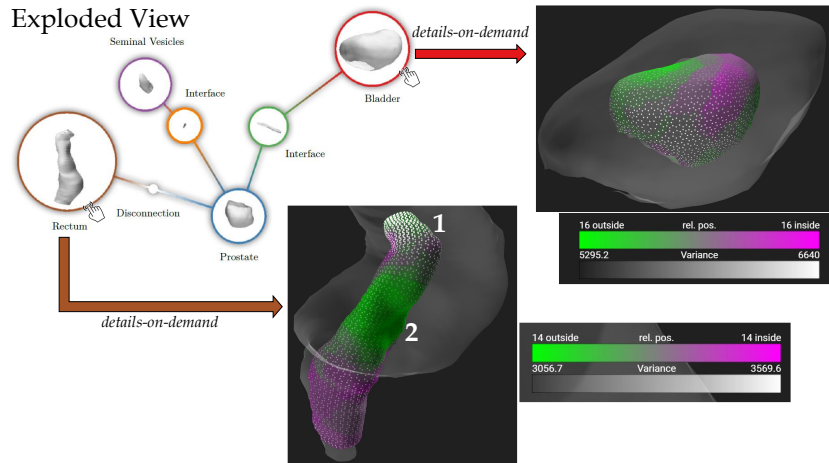 Exploded View
Seminal Vesicles
details-on-demand
Interface
Bladder
Interface
Disconnection
Rectum
Prostate
details-on-demand
1
2
16 outside rel. pos. 16 inside
5295.2 Variance 6640
14 outside rel. pos. 14 inside
3056.7 Variance 3569.6